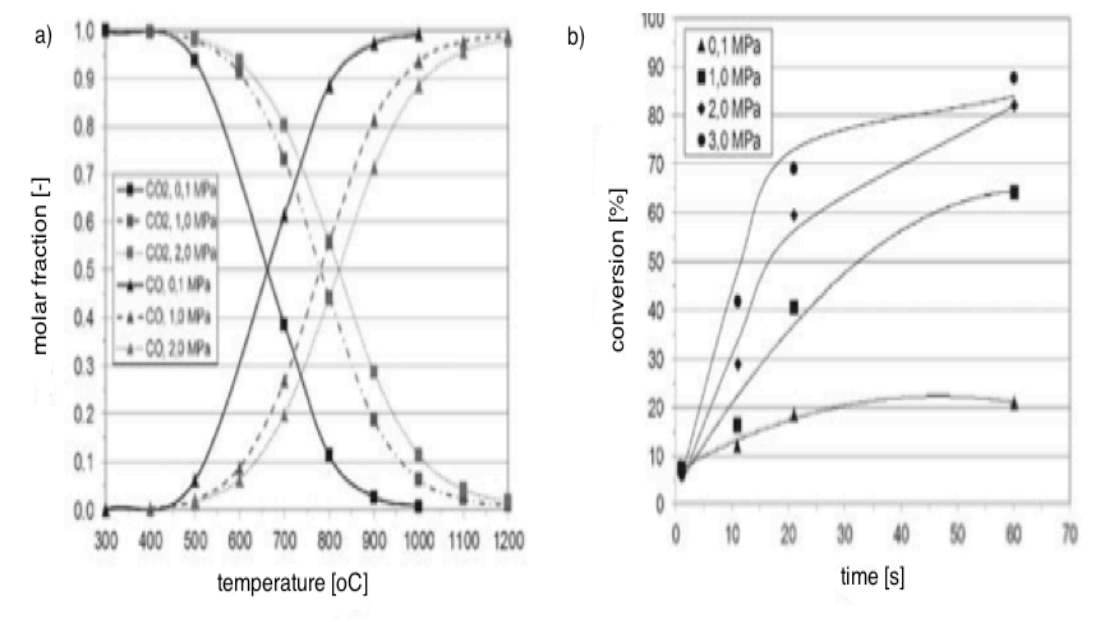 a)
1.0
0.9
0.8
0.7
0.6
0.5
0.4
0.3
0.2
0.1
0.0
molar fraction [-]
CO2, 0,1 MPa
CO2, 1,0 MPa
CO2, 2,0 MPa
CO, 0,1 MPa
CO, 1,0 MPa
CO, 2,0 MPa
300 400 500 600 700 800 900 1000 1100 1200
temperature [oC]
b)
100
90
80
70
60
50
40
30
20
10
0
conversion [%]
0,1 MPa
1,0 MPa
2,0 MPa
3,0 MPa
0 10 20 30 40 50 60 70
time [s]